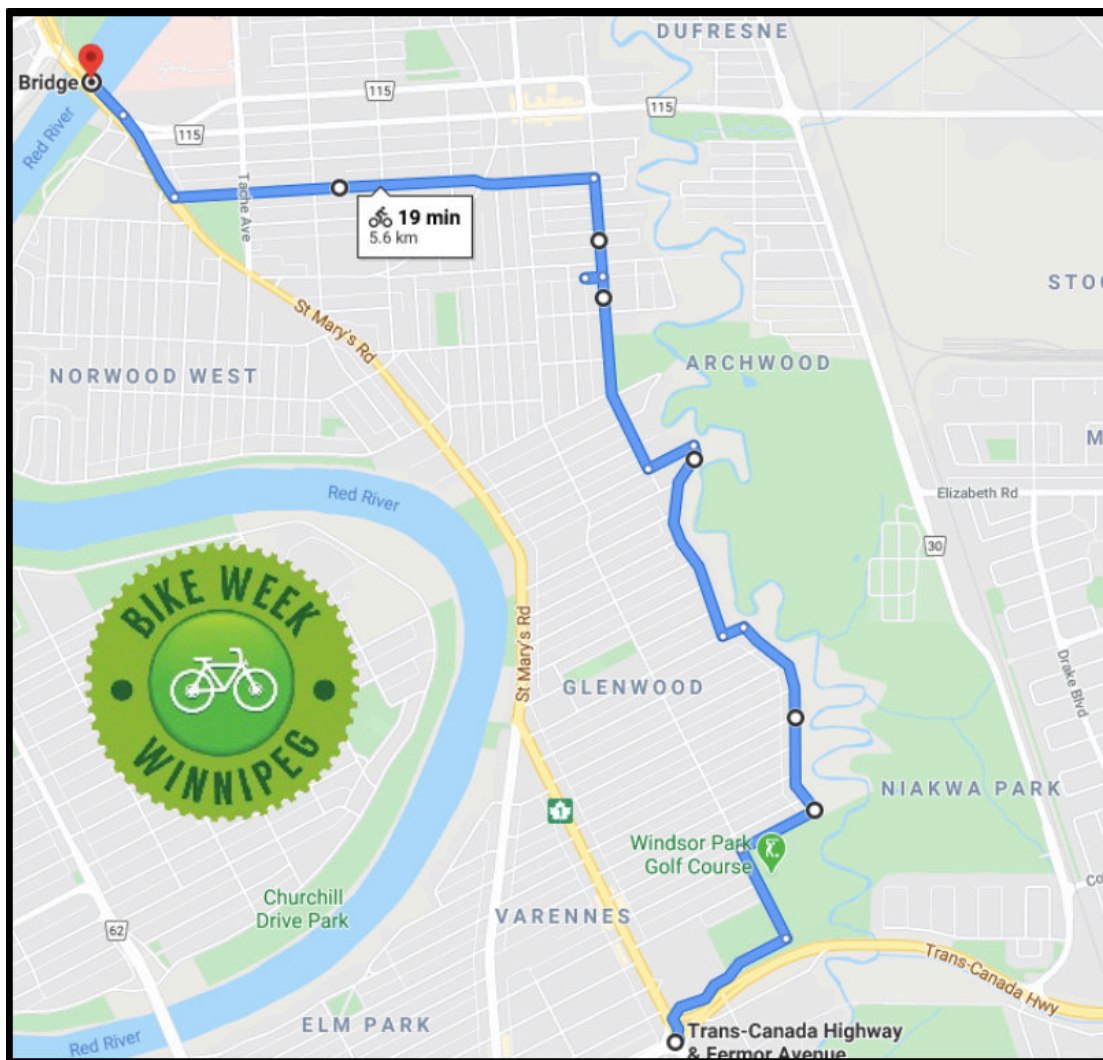 DUFRESNE
Bridge
115
115
115
Red River
Tache Ave
19 min
5.6 km
STOC
St Mary's Rd
NORWOOD WEST
ARCHWOOD
M
Red River
Elizabeth Rd
30
BIKE WEEK
WINNIPEG
St Mary's Rd
GLENWOOD
Drake Blvd
NIAKWA PARK
1
Windsor Park
Golf Course
Churchill
Drive Park
VARENNES
62
Co
Trans-Canada Hwy
ELM PARK
Red River
Trans-Canada Highway
& Fermor Avenue